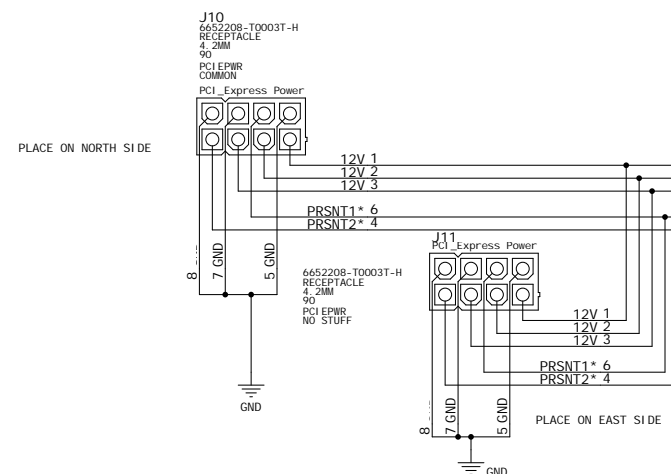 J10
6652208-T0003T-H
RECEPTACLE
4.2MM
90
PCIEPWR
COMMON
PCI_Express Power
PLACE ON NORTH SIDE
12V 1
12V 2
12V 3
PRSNT1* 6
PRSNT2* 4
8
7 GND
5 GND
GND
J11
PCI_Express Power
6652208-T0003T-H
RECEPTACLE
4.2MM
90
PCIEPWR
NO STUFF
12V 1
12V 2
12V 3
PRSNT1* 6
PRSNT2* 4
8
7 GND
5 GND
PLACE ON EAST SIDE
GND